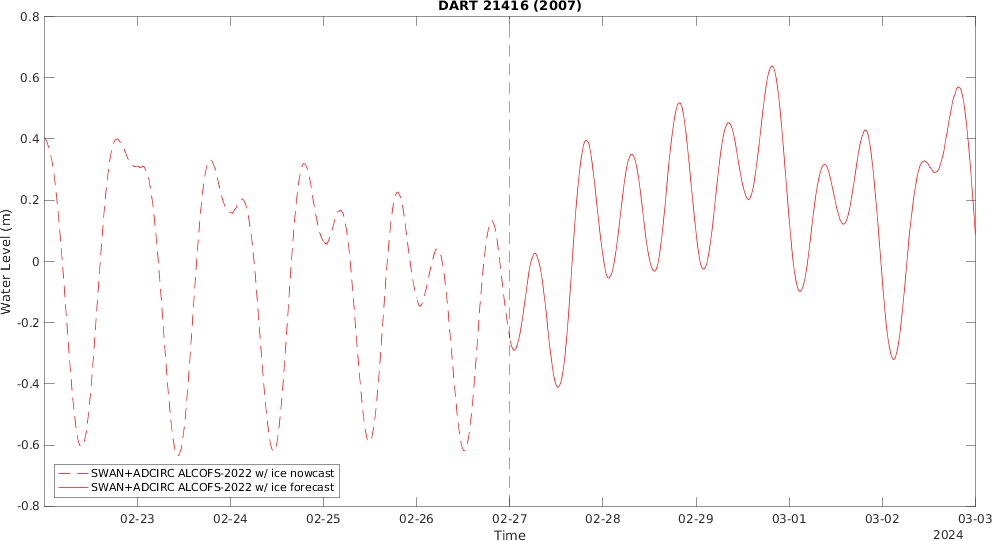 DART 21416 (2007)
Water Level (m)
0.8
0.6
0.4
0.2
0
-0.2
-0.4
-0.6
-0.8
SWAN+ADCIRC ALCOFS-2022 w/ ice nowcast
SWAN+ADCIRC ALCOFS-2022 w/ ice forecast
02-23 02-24 02-25 02-26 02-27 02-28 02-29 03-01 03-02 03-03
Time
2024